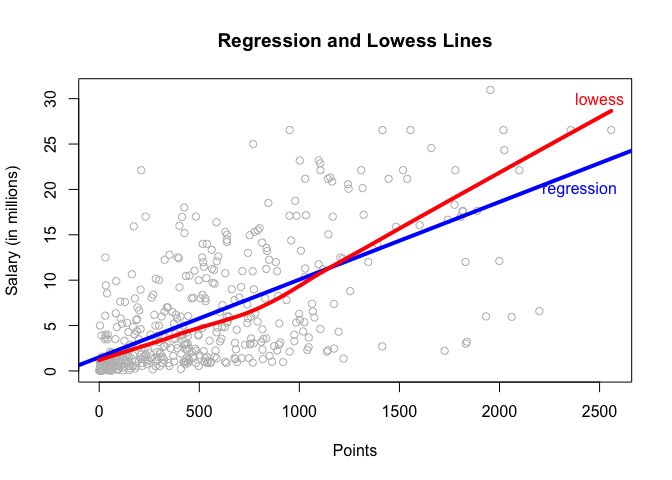 Regression and Lowess Lines
Salary (in millions)
30
25
20
15
10
5
0
lowess
regression
0 500 1000 1500 2000 2500
Points